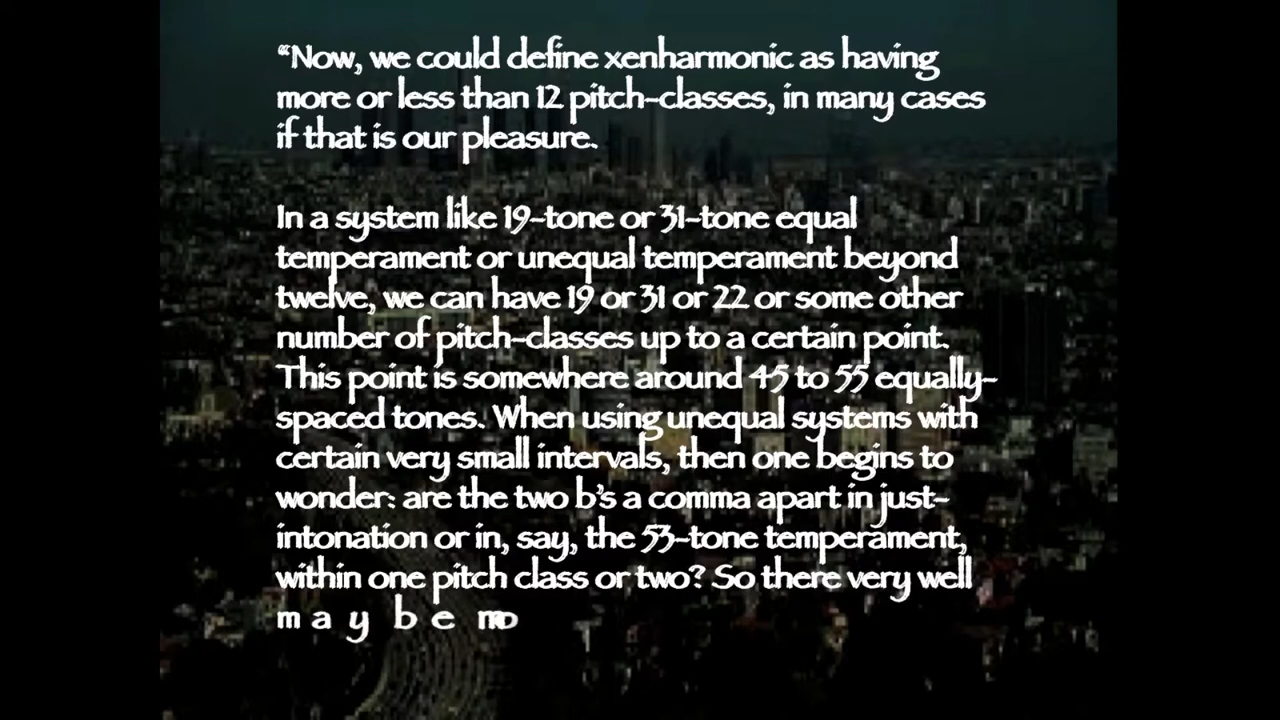 “Now, we could define xenharmonic as having
more or less than 12 pitch-classes, in many cases
if that is our pleasure.
In a system like 19-tone or 31-tone equal
temperament or unequal temperament beyond
twelve, we can have 19 or 31 or 22 or some other
number of pitch-classes up to a certain point.
This point is somewhere around 45 to 55 equally-
spaced tones. When using unequal systems with
certain very small intervals, then one begins to
wonder: are the two b's a comma apart in just-
intonation or in, say, the 53-tone temperament,
within one pitch class or two? So there very well
may be mo